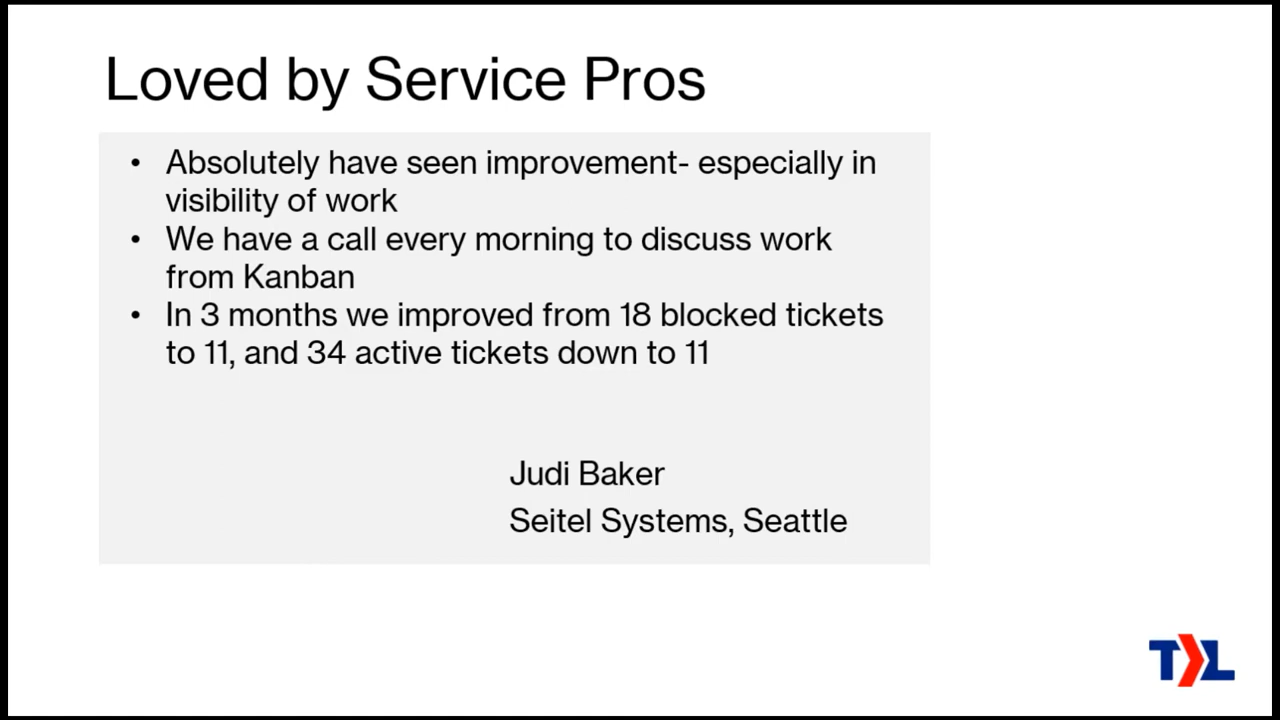 Loved by Service Pros
• Absolutely have seen improvement- especially in
visibility of work
• We have a call every morning to discuss work
from Kanban
• In 3 months we improved from 18 blocked tickets
to 11, and 34 active tickets down to 11
Judi Baker
Seitel Systems, Seattle
T L